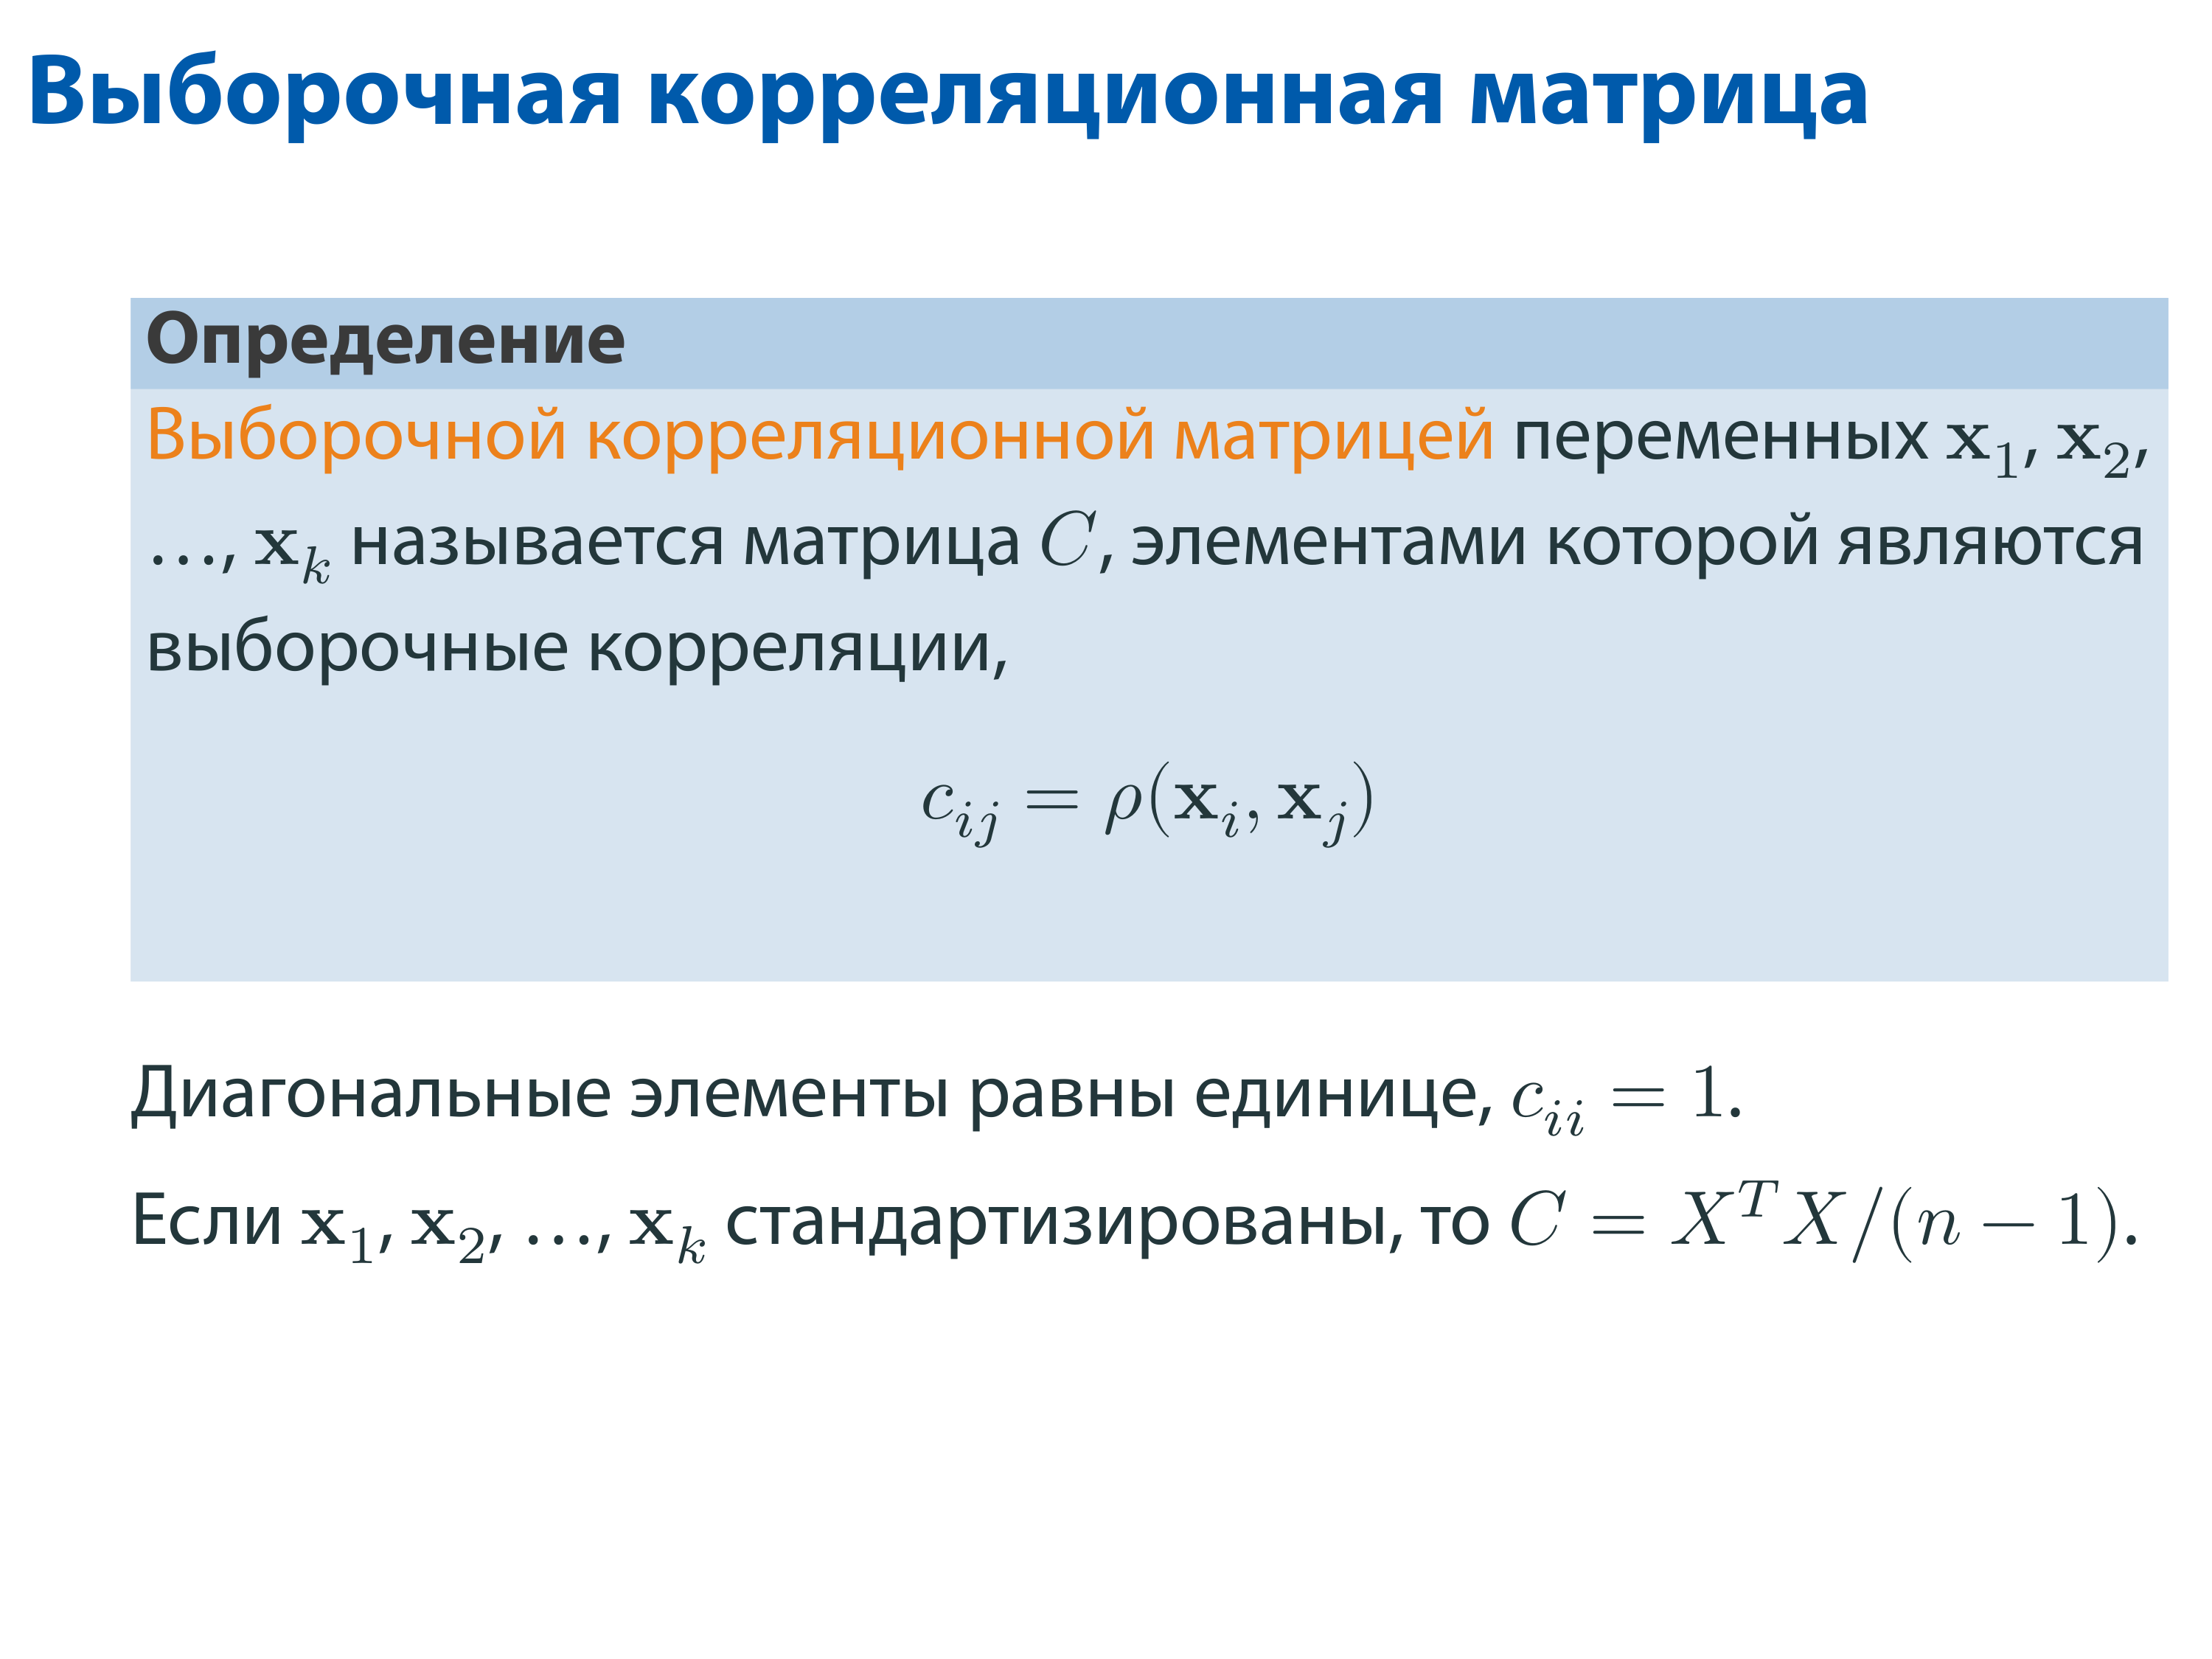 Выборочная корреляционная матрица
Определение
Выборочной корреляционной матрицей переменных $\mathbf{x}_1$, $\mathbf{x}_2$,
…, $\mathbf{x}_k$ называется матрица $C$, элементами которой являются
выборочные корреляции,
$c_{ij} = \rho(\mathbf{x}_i, \mathbf{x}_j)$
Диагональные элементы равны единице, $c_{ii} = 1$.
Если $\mathbf{x}_1$, $\mathbf{x}_2$, …, $\mathbf{x}_k$ стандартизированы, то $C = X^T X/(n - 1)$.